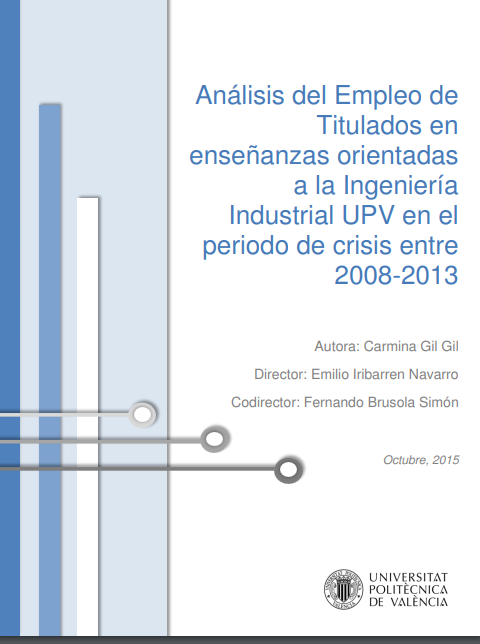 Análisis del Empleo de
Titulados en
enseñanzas orientadas
a la Ingeniería
Industrial UPV en el
periodo de crisis entre
2008-2013
Autora: Carmina Gil Gil
Director: Emilio Iribarren Navarro
Codirector: Fernando Brusola Simón
Octubre, 2015
UNIVERSITAT
POLITÈCNICA
DE VALÈNCIA